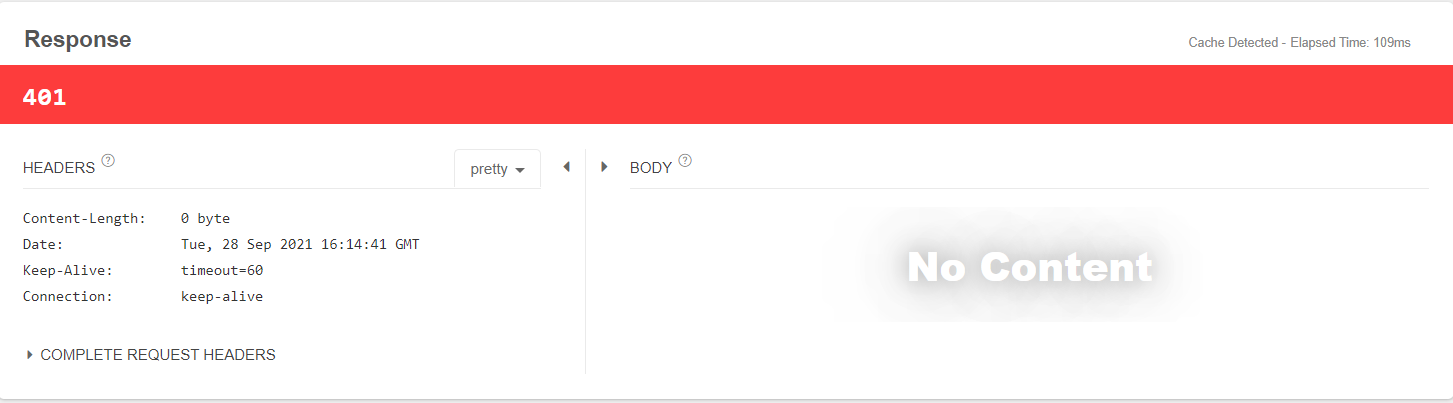 Response
Cache Detected - Elapsed Time: 109ms
401
HEADERS ?
pretty
BODY ?
Content-Length: 0 byte
Date: Tue, 28 Sep 2021 16:14:41 GMT
Keep-Alive: timeout=60
Connection: keep-alive
No Content
COMPLETE REQUEST HEADERS